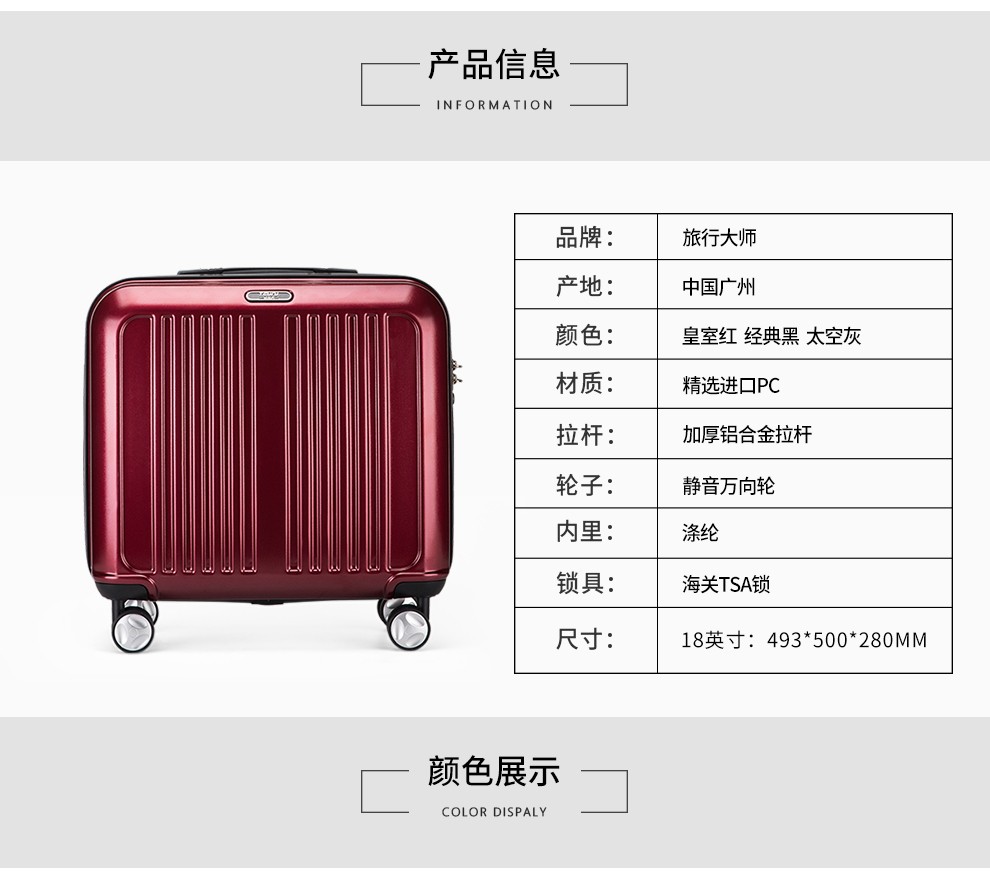 产品信息
INFORMATION
品牌： 旅行大师
产地： 中国广州
颜色： 皇室红 经典黑 太空灰
材质： 精选进口PC
拉杆： 加厚铝合金拉杆
轮子： 静音万向轮
内里： 涤纶
锁具： 海关TSA锁
尺寸： 18英寸：493*500*280MM
颜色展示
COLOR DISPALY